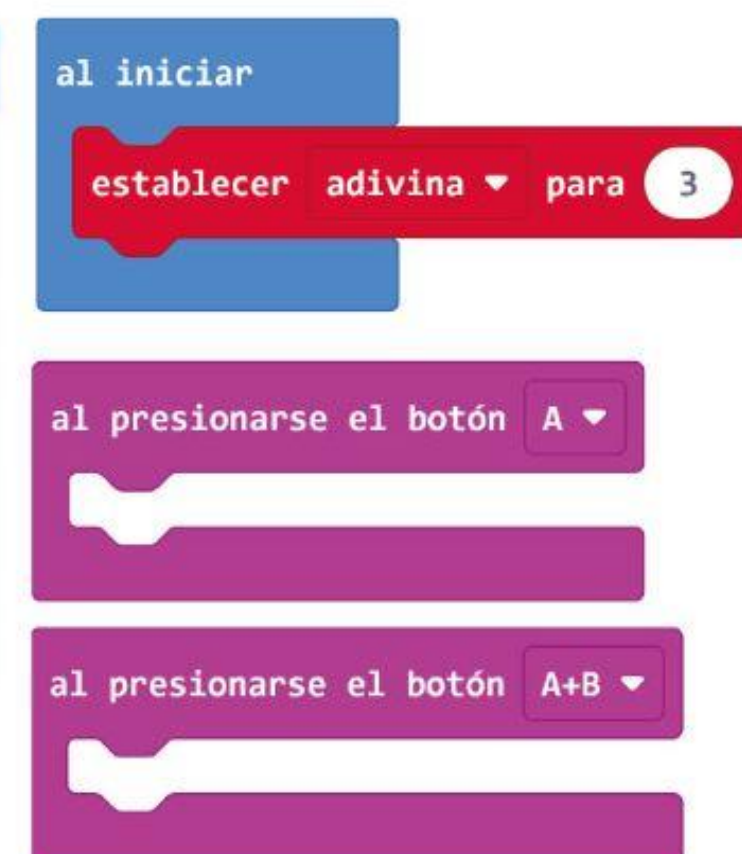 al iniciar
establecer adivina para 3
al presionarse el botón A
al presionarse el botón A+B